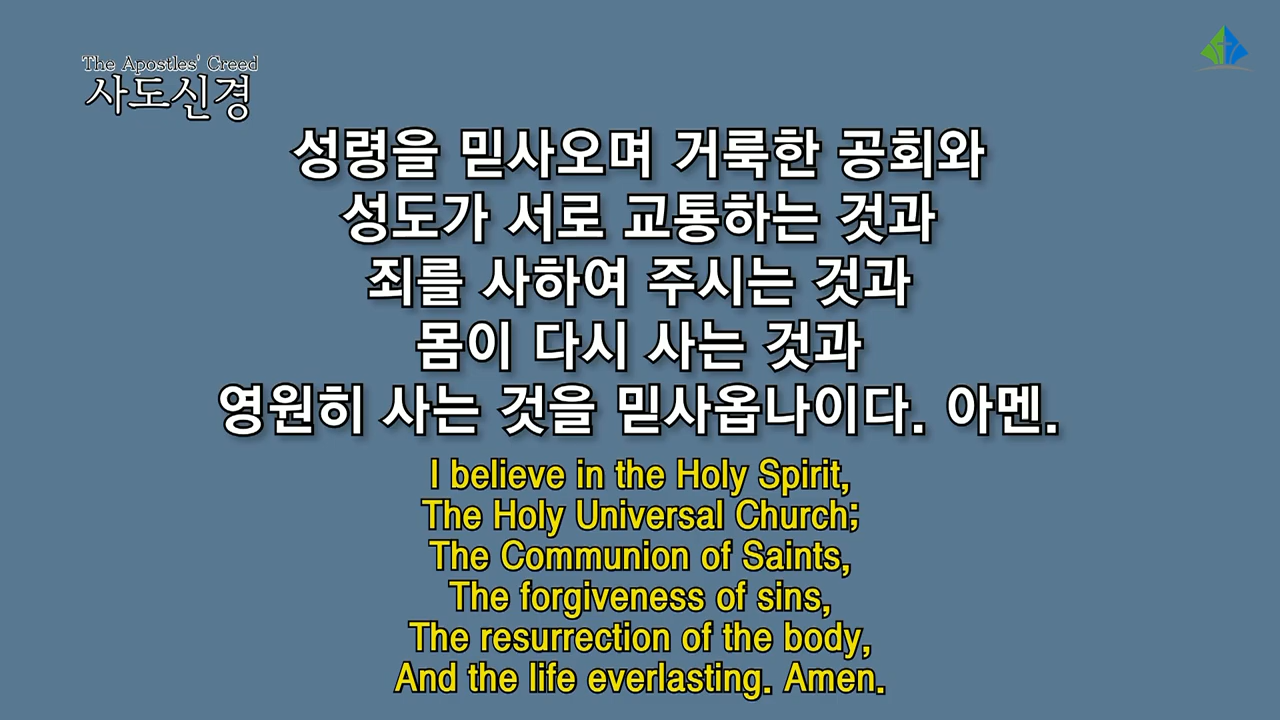 The Apostles' Creed
사도신경
성령을 믿사오며 거룩한 공회와
성도가 서로 교통하는 것과
죄를 사하여 주시는 것과
몸이 다시 사는 것과
영원히 사는 것을 믿사옵나이다. 아멘.
I believe in the Holy Spirit,
The Holy Universal Church;
The Communion of Saints,
The forgiveness of sins,
The resurrection of the body,
And the life everlasting. Amen.